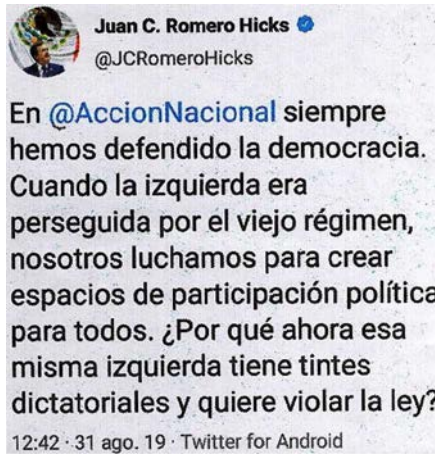 Juan C. Romero Hicks
@JCRomeroHicks
En @AccionNacional siempre
hemos defendido la democracia.
Cuando la izquierda era
perseguida por el viejo régimen,
nosotros luchamos para crear
espacios de participación política
para todos. ¿Por qué ahora esa
misma izquierda tiene tintes
dictatoriales y quiere violar la ley?
12:42 · 31 ago. 19 · Twitter for Android